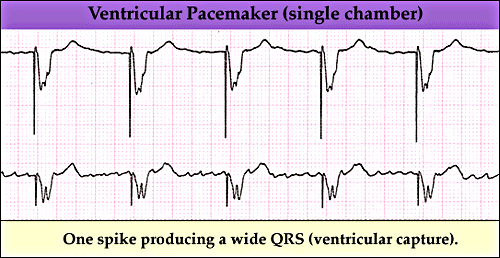 Ventricular Pacemaker (single chamber)
One spike producing a wide QRS (ventricular capture).